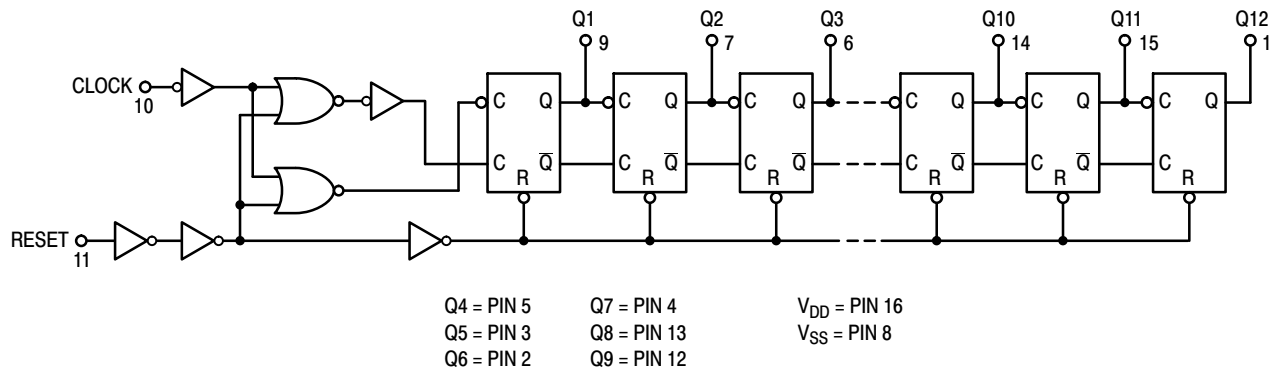 Q1 Q2 Q3 Q10 Q11 Q12
9 7 6 14 15 1
CLOCK
10
C Q C Q C Q C Q C Q C Q
C Q̅ C Q̅ C Q̅ C Q̅ C Q̅ C
R R R R R R
RESET
11
Q4 = PIN 5 Q7 = PIN 4 V_DD = PIN 16
Q5 = PIN 3 Q8 = PIN 13 V_SS = PIN 8
Q6 = PIN 2 Q9 = PIN 12